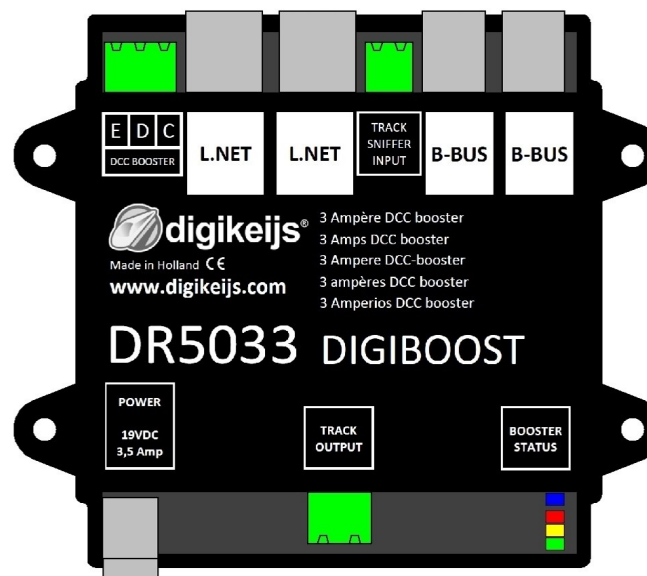 E D C
DCC BOOSTER
L.NET
L.NET
TRACK
SNIFFER
INPUT
B-BUS
B-BUS
digikeijs®
Made in Holland CE
www.digikeijs.com
3 Ampère DCC booster
3 Amps DCC booster
3 Ampere DCC-booster
3 ampères DCC booster
3 Amperios DCC booster
DR5033 DIGIBOOST
POWER
19VDC
3,5 Amp
TRACK
OUTPUT
BOOSTER
STATUS